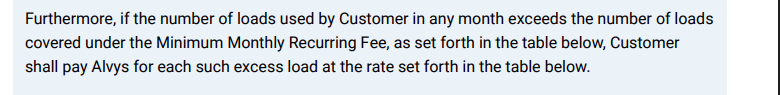 Furthermore, if the number of loads used by Customer in any month exceeds the number of loads
covered under the Minimum Monthly Recurring Fee, as set forth in the table below, Customer
shall pay Alvys for each such excess load at the rate set forth in the table below.